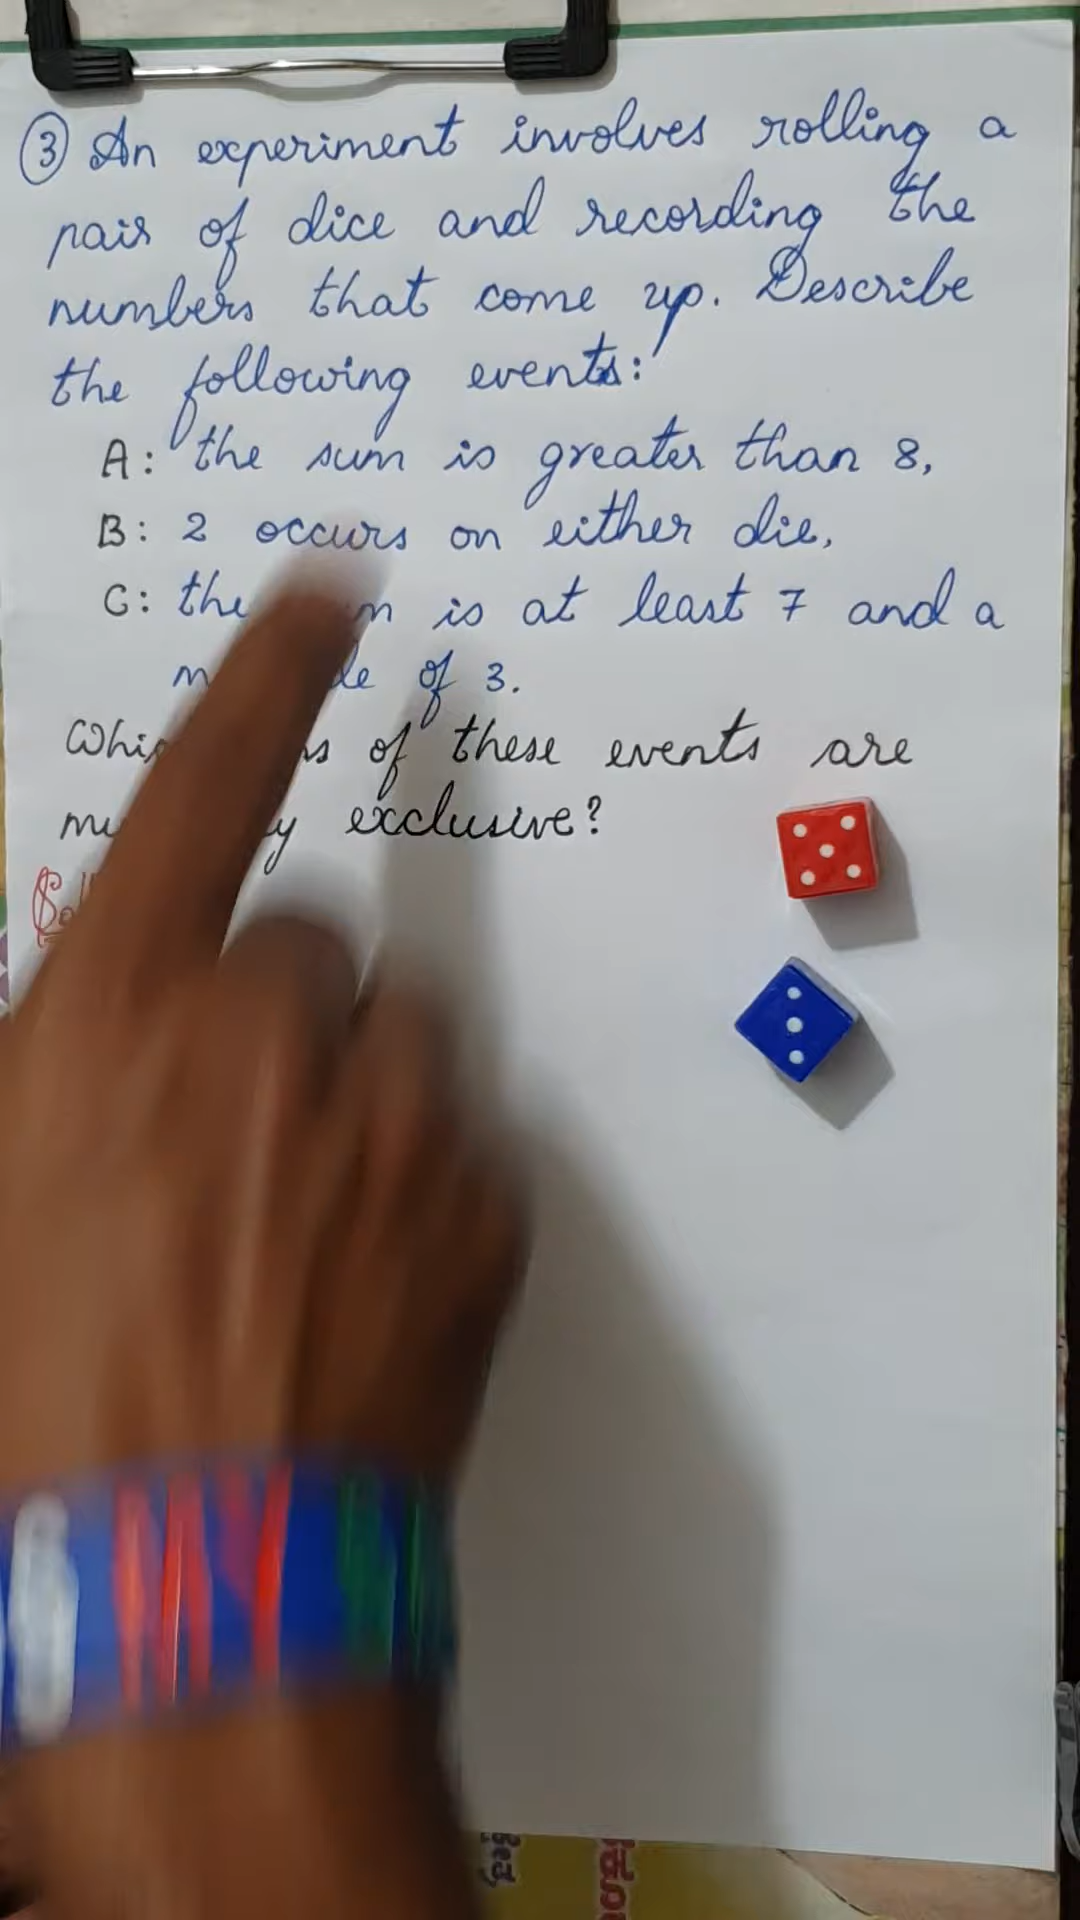 ③ An experiment involves rolling a
pair of dice and recording the
numbers that come up. Describe
the following events:
A: the sum is greater than 8,
B: 2 occurs on either die,
C: the is at least 7 and a
of 3.
of these events are
exclusive?